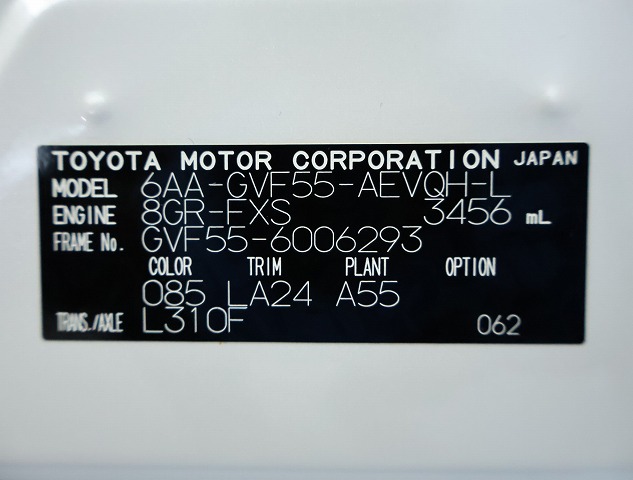 TOYOTA MOTOR CORPORATION JAPAN
MODEL 6AA-GVF55-AEVQH-L
ENGINE 8GR-FXS 3456 mL
FRAME No. GVF55-6006293
COLOR TRIM PLANT OPTION
085 LA24 A55
TRANS./AXLE L310F 062